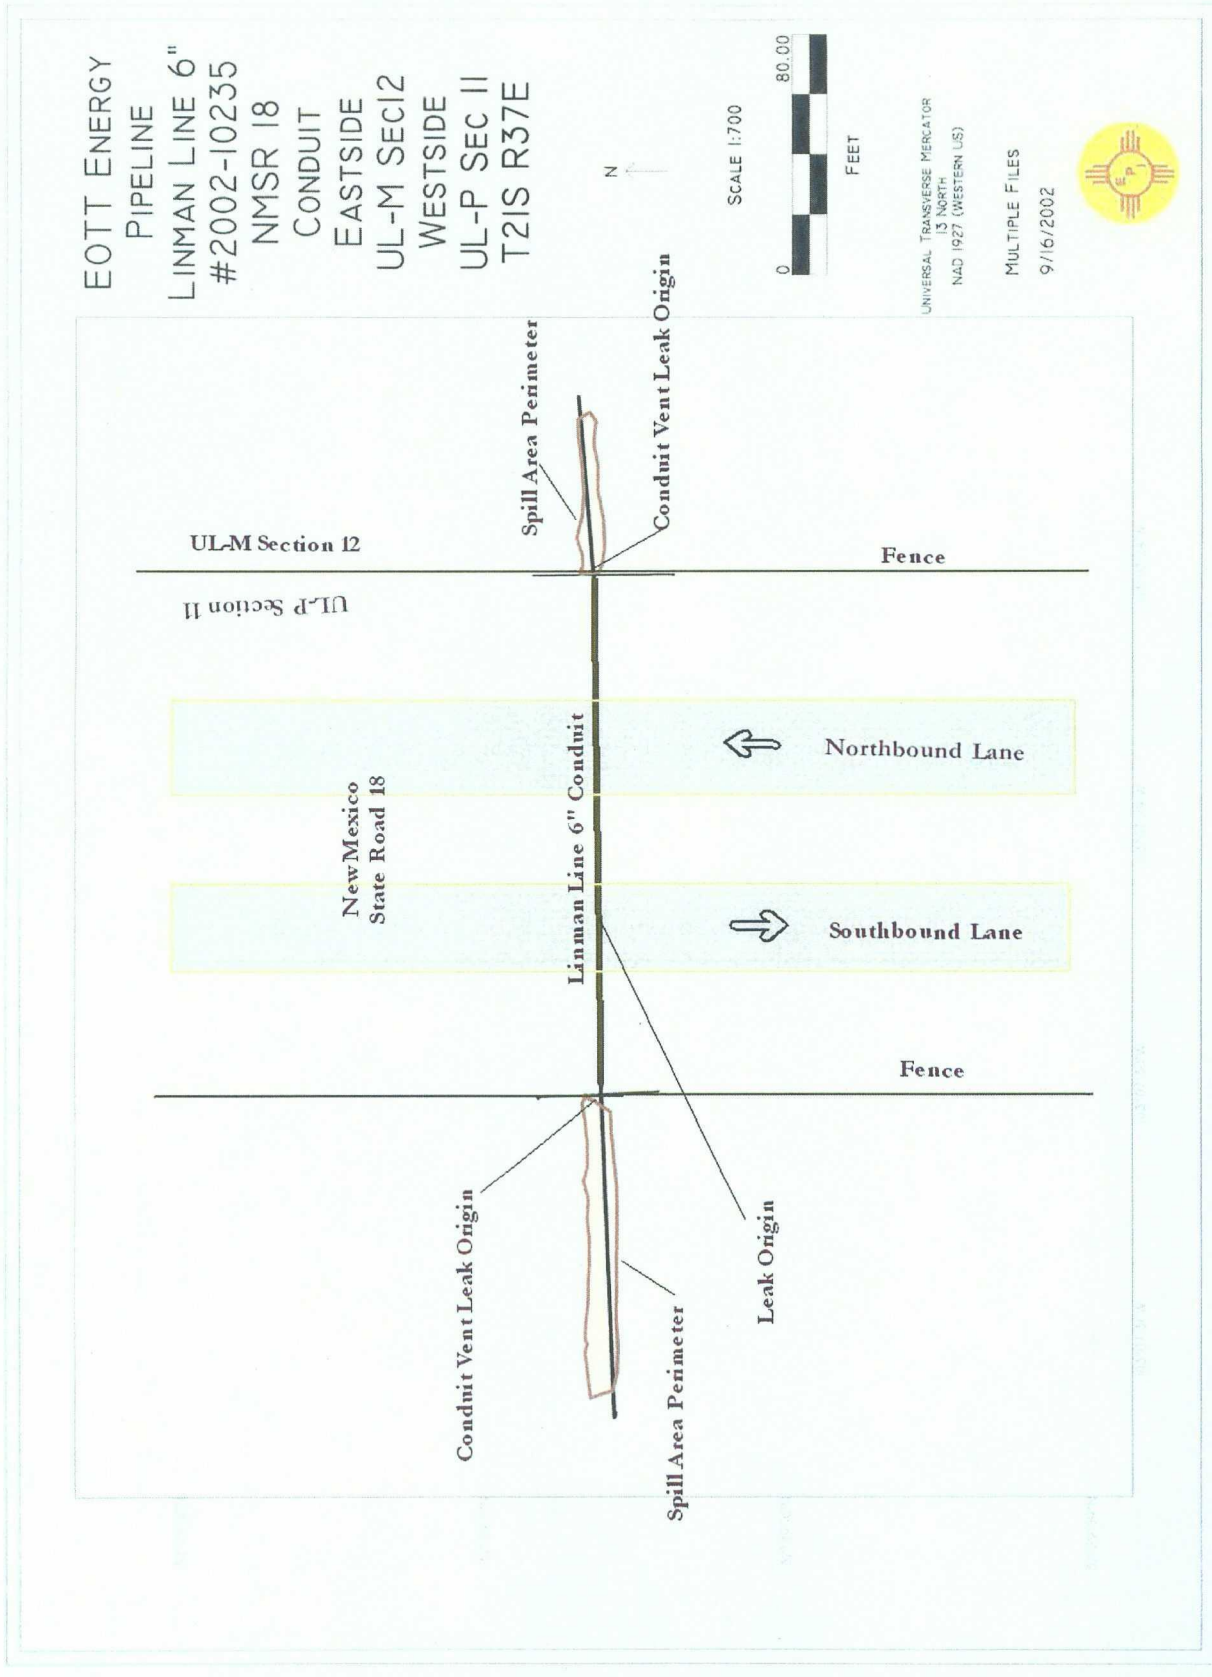 EOTT ENERGY
PIPELINE
LINMAN LINE 6"
#2002-10235
NMSR 18
CONDUIT
EASTSIDE
UL-M SEC12
WESTSIDE
UL-P SEC 11
T21S R37E
N
SCALE 1:700
0
80.00
FEET
UNIVERSAL TRANSVERSE MERCATOR
13 NORTH
NAD 1927 (WESTERN US)
MULTIPLE FILES
9/16/2002
E P I
UL-M Section 12
UL-P Section 11
Spill Area Perimeter
Conduit Vent Leak Origin
Fence
New Mexico
State Road 18
Linman Line 6" Conduit
Northbound Lane
Southbound Lane
Fence
Conduit Vent Leak Origin
Leak Origin
Spill Area Perimeter